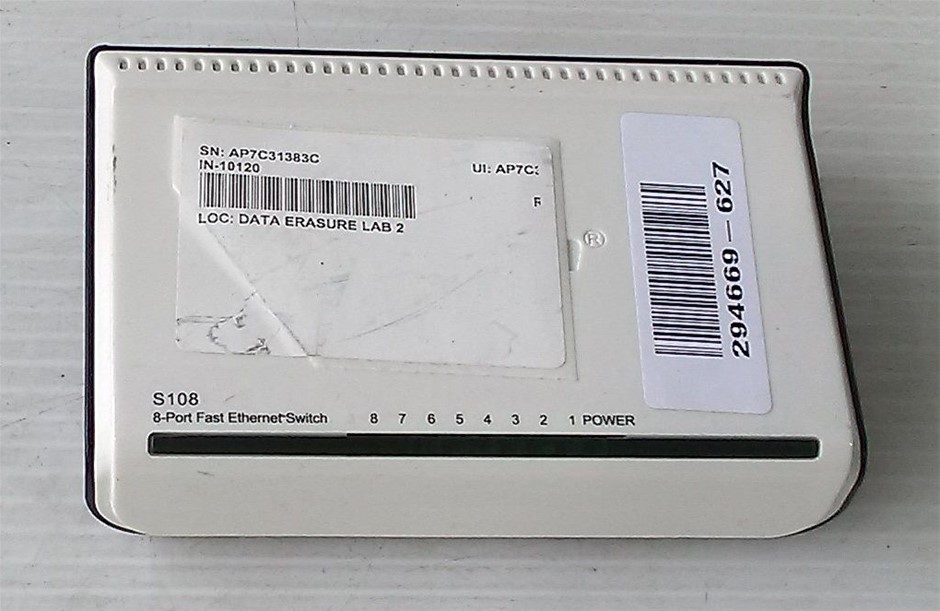 SN: AP7C31383C
IN-10120
LOC: DATA ERASURE LAB 2
UI: AP7C
F
®
294669-627
S108
8-Port Fast Ethernet Switch
8 7 6 5 4 3 2 1 POWER